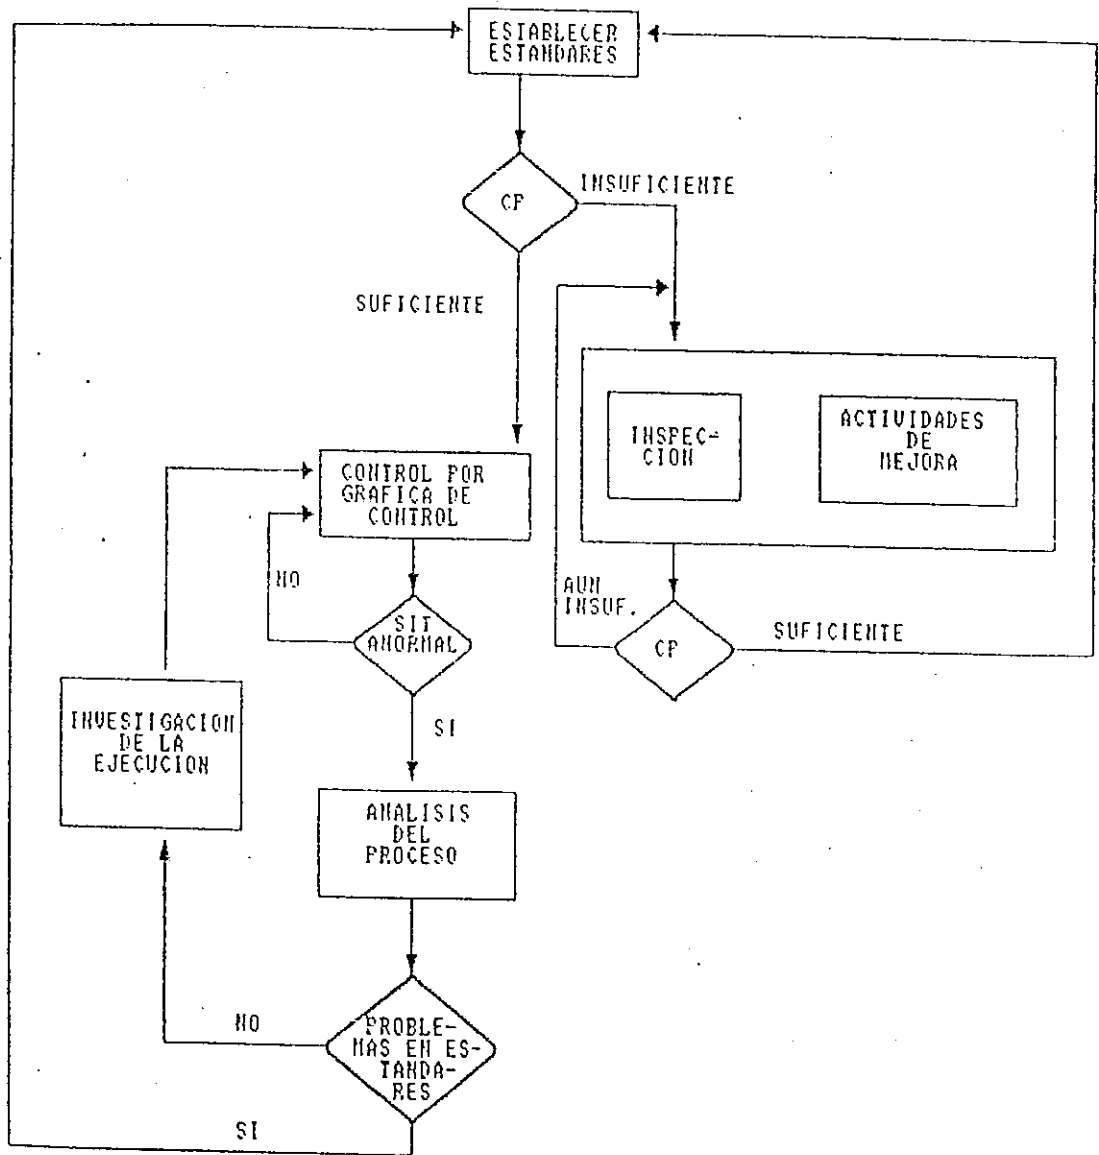 ESTABLECER
ESTANDARES
CP
INSUFICIENTE
SUFICIENTE
INSPEC-
CION
ACTIVIDADES
DE
MEJORA
CONTROL POR
GRAFICA DE
CONTROL
NO
AUN
INSUF.
SIT
ANORMAL
CP
SUFICIENTE
SI
INVESTIGACION
DE LA
EJECUCION
ANALISIS
DEL
PROCESO
NO
PROBLE-
MAS EN ES-
TANDA-
RES
SI